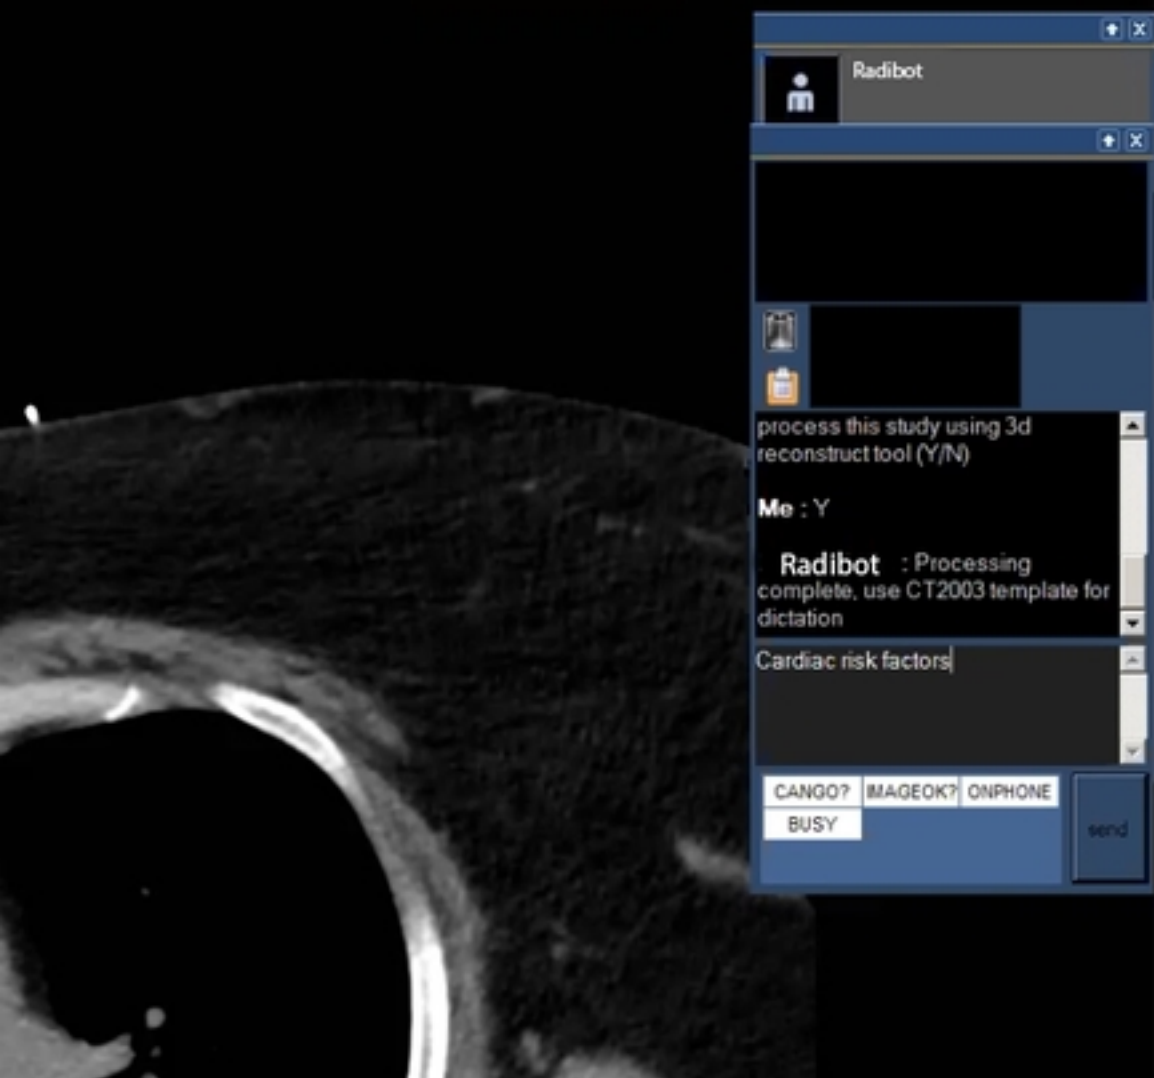 Radibot
process this study using 3d
reconstruct tool (Y/N)
Me : Y
Radibot : Processing
complete, use CT2003 template for
dictation
Cardiac risk factors
CANGO? IMAGEOK? ONPHONE
BUSY
send